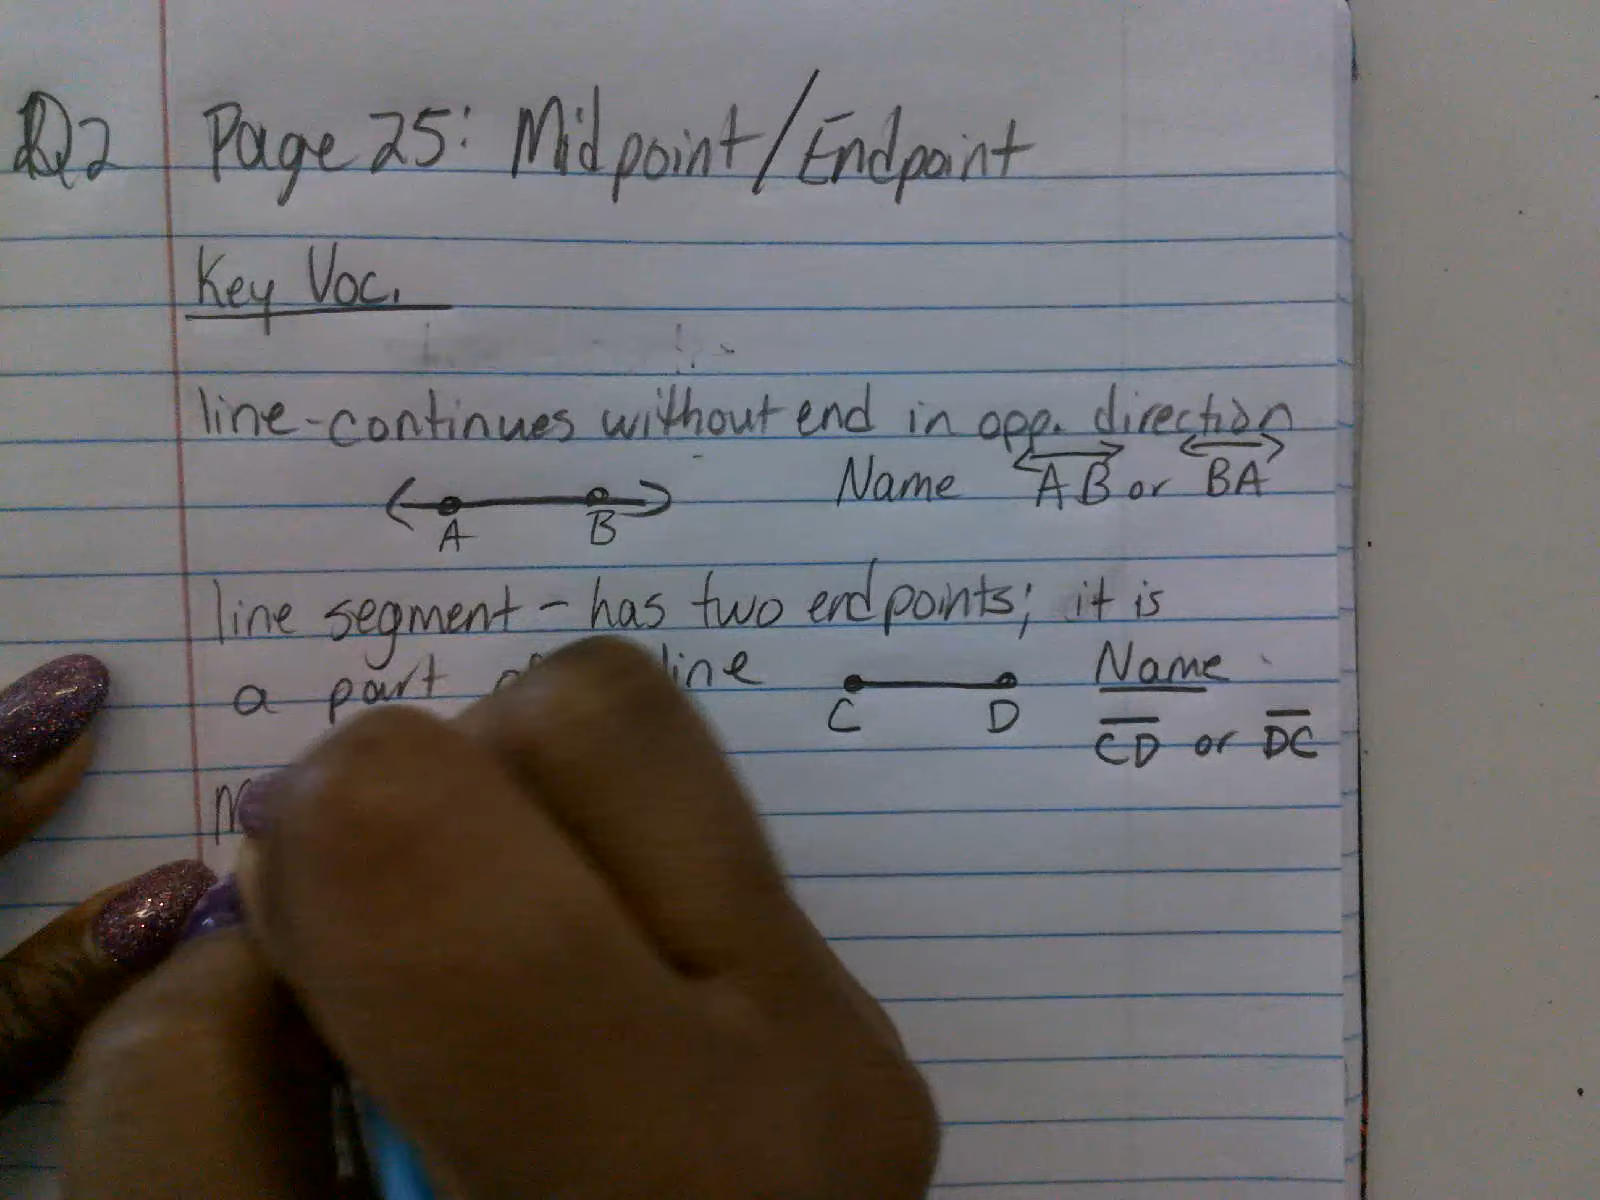 Q2 Page 25: Midpoint/Endpoint
Key Voc.
line-continues without end in opp. direction
Name AB or BA
A B
line segment - has two endpoints; it is
a part line
Name
C D
CD or DC